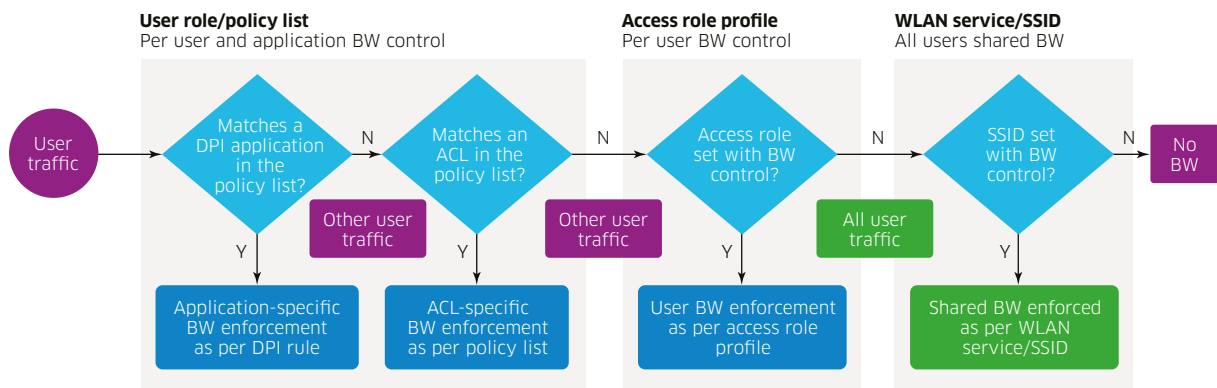 User role/policy list
Per user and application BW control
Access role profile
Per user BW control
WLAN service/SSID
All users shared BW
User
traffic
Matches a
DPI application
in the
policy list?
N
Matches an
ACL in the
policy list?
N
Access role
set with BW
control?
N
SSID set
with BW
control?
N
No
BW
Other user
traffic
Other user
traffic
All user
traffic
Y
Y
Y
Y
Application-specific
BW enforcement
as per DPI rule
ACL-specific
BW enforcement
as per policy list
User BW enforcement
as per access role
profile
Shared BW enforced
as per WLAN
service/SSID